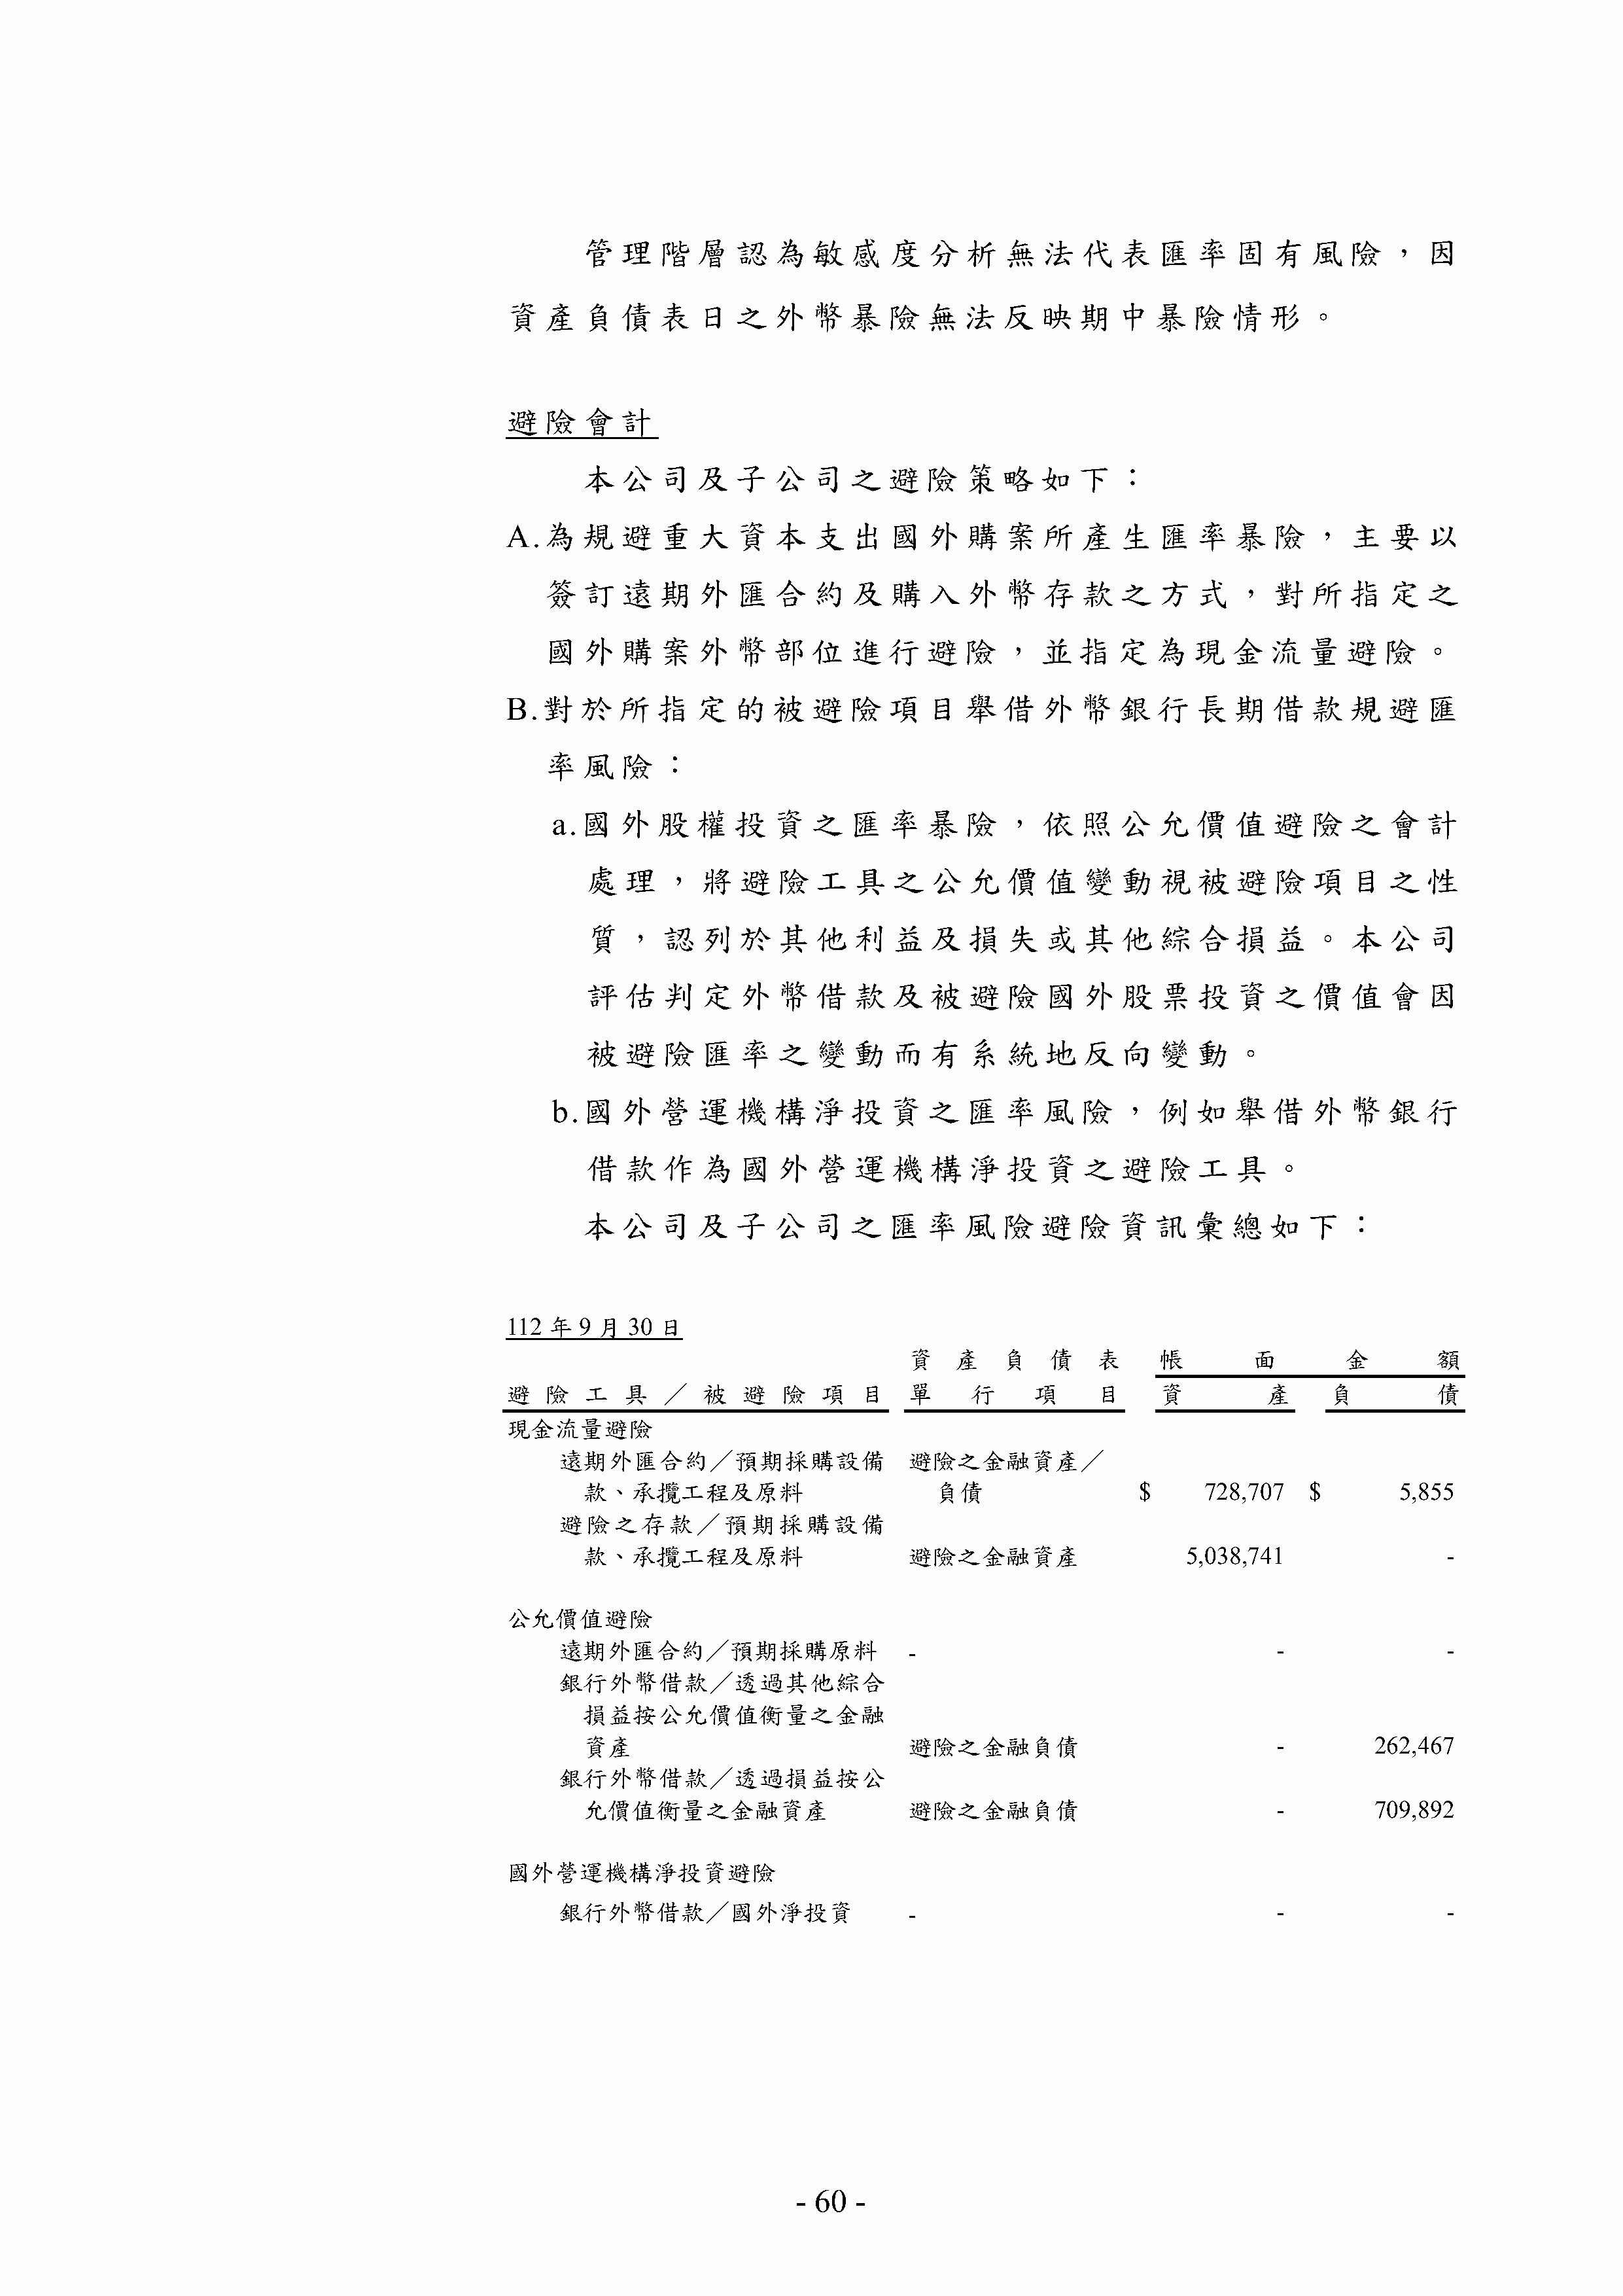 管理階層認為敏感度分析無法代表匯率固有風險，因
資產負債表日之外幣暴險無法反映期中暴險情形。
避險會計
本公司及子公司之避險策略如下：
A.為規避重大資本支出國外購案所產生匯率暴險，主要以
簽訂遠期外匯合約及購入外幣存款之方式，對所指定之
國外購案外幣部位進行避險，並指定為現金流量避險。
B.對於所指定的被避險項目舉借外幣銀行長期借款規避匯
率風險：
a.國外股權投資之匯率暴險，依照公允價值避險之會計
處理，將避險工具之公允價值變動視被避險項目之性
質，認列於其他利益及損失或其他綜合損益。本公司
評估判定外幣借款及被避險國外股票投資之價值會因
被避險匯率之變動而有系統地反向變動。
b.國外營運機構淨投資之匯率風險，例如舉借外幣銀行
借款作為國外營運機構淨投資之避險工具。
本公司及子公司之匯率風險避險資訊彙總如下：
112 年 9 月 30 日
資產負債表 帳面金額
避險工具／被避險項目 單行項目 資產 負債
現金流量避險
遠期外匯合約／預期採購設備 避險之金融資產／
款、承攬工程及原料 負債 $ 728,707 $ 5,855
避險之存款／預期採購設備
款、承攬工程及原料 避險之金融資產 5,038,741 -
公允價值避險
遠期外匯合約／預期採購原料 - - -
銀行外幣借款／透過其他綜合
損益按公允價值衡量之金融
資產 避險之金融負債 - 262,467
銀行外幣借款／透過損益按公
允價值衡量之金融資產 避險之金融負債 - 709,892
國外營運機構淨投資避險
銀行外幣借款／國外淨投資 - - -
- 60 -